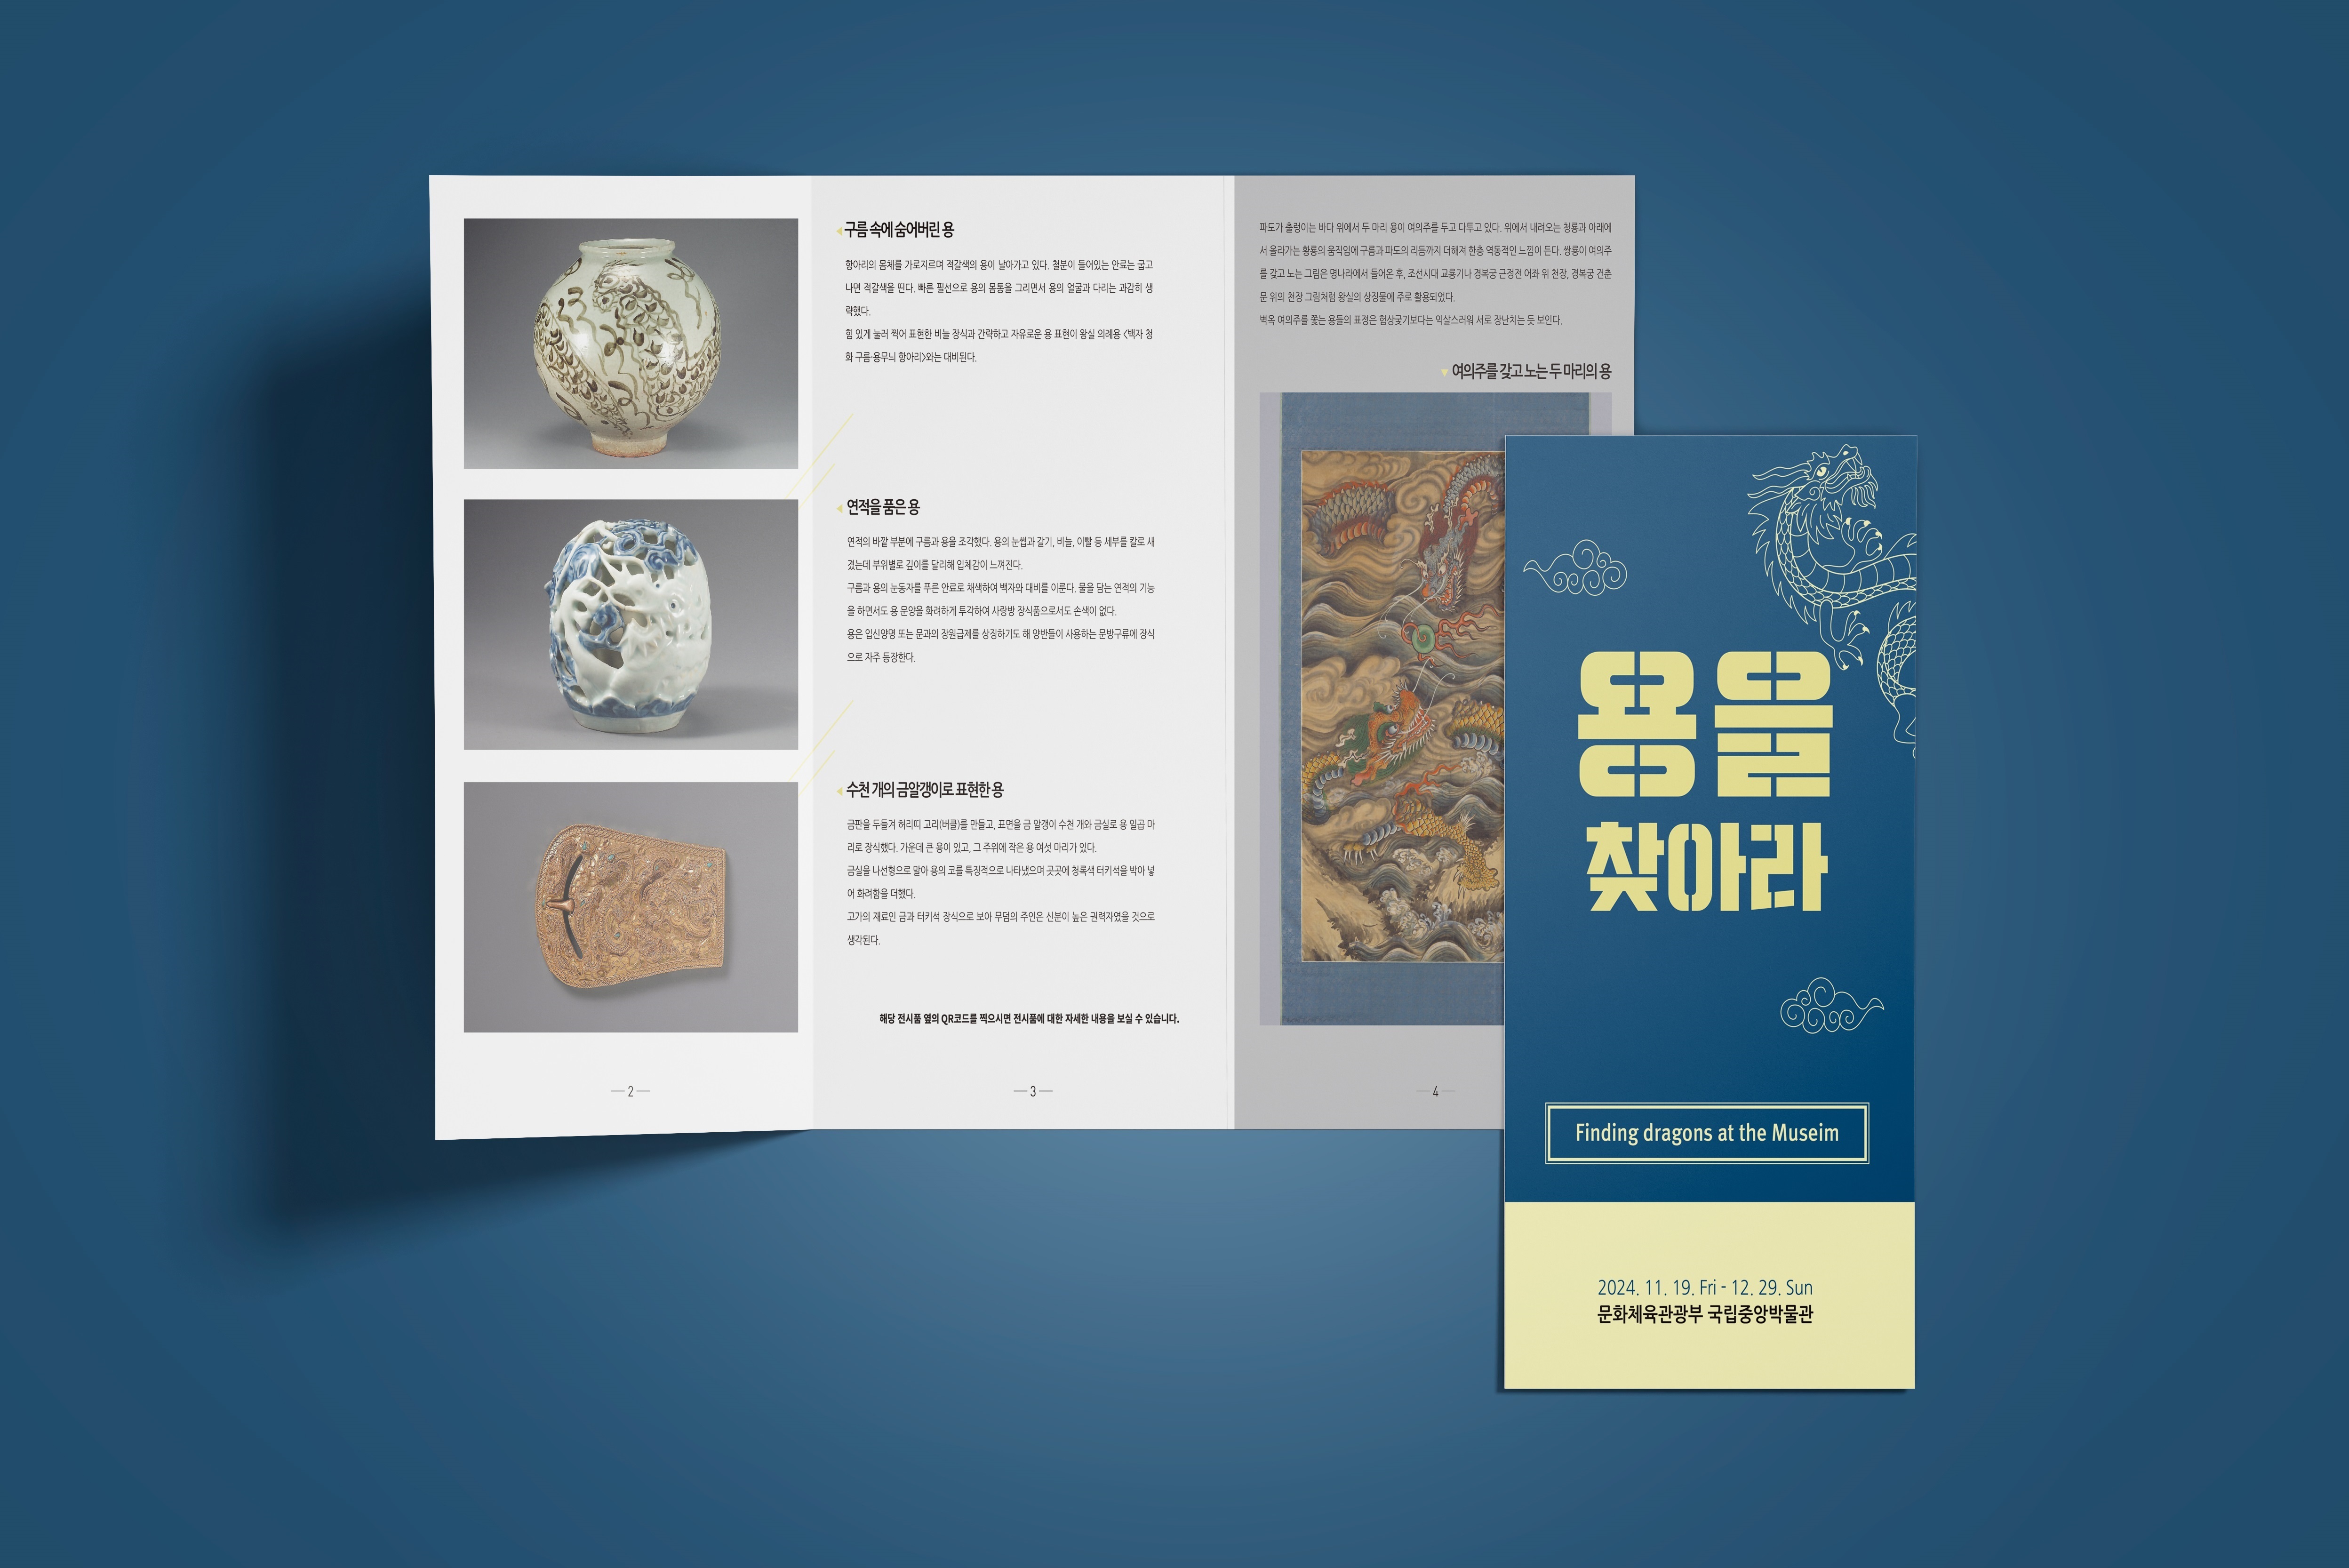 구름 속에 숨어버린 용
항아리의 몸체를 가로지르며 적갈색의 용이 날아가고 있다. 철분이 들어있는 안료는 굽고
나면 적갈색을 띤다. 빠른 필선으로 용의 몸통을 그리면서 용의 얼굴과 다리는 과감히 생
략했다.
힘 있게 눌러 찍어 표현한 비늘 장식과 간략하고 자유로운 용 표현이 왕실 의례용 <백자 청
화 구름·용무늬 항아리>와는 대비된다.
연적을 품은 용
연적의 바깥 부분에 구름과 용을 조각했다. 용의 눈썹과 갈기, 비늘, 이빨 등 세부를 칼로 새
겼는데 부위별로 깊이를 달리해 입체감이 느껴진다.
구름과 용의 눈동자를 푸른 안료로 채색하여 백자와 대비를 이룬다. 물을 담는 연적의 기능
을 하면서도 용 문양을 화려하게 투각하여 사랑방 장식품으로서도 손색이 없다.
용은 입신양명 또는 문과의 장원급제를 상징하기도 해 양반들이 사용하는 문방구류에 장식
으로 자주 등장한다.
수천 개의 금알갱이로 표현한 용
금판을 두들겨 허리띠 고리(버클)를 만들고, 표면을 금 알갱이 수천 개와 금실로 용 일곱 마
리로 장식했다. 가운데 큰 용이 있고, 그 주위에 작은 용 여섯 마리가 있다.
금실을 나선형으로 말아 용의 코를 특징적으로 나타냈으며 곳곳에 청록색 터키석을 박아 넣
어 화려함을 더했다.
고가의 재료인 금과 터키석 장식으로 보아 무덤의 주인은 신분이 높은 권력자였을 것으로
생각된다.
해당 전시품 옆의 QR코드를 찍으시면 전시품에 대한 자세한 내용을 보실 수 있습니다.
2
3
파도가 출렁이는 바다 위에서 두 마리 용이 여의주를 두고 다투고 있다. 위에서 내려오는 청룡과 아래에
서 올라가는 황룡의 움직임에 구름과 파도의 리듬까지 더해져 한층 역동적인 느낌이 든다. 쌍룡이 여의주
를 갖고 노는 그림은 명나라에서 들어온 후, 조선시대 교룡기나 경복궁 근정전 어좌 위 천장, 경복궁 건춘
문 위의 천장 그림처럼 왕실의 상징물에 주로 활용되었다.
벽옥 여의주를 쫓는 용들의 표정은 험상궂기보다는 익살스러워 서로 장난치는 듯 보인다.
여의주를 갖고 노는 두 마리의 용
4
용을
찾아라
Finding dragons at the Museim
2024. 11. 19. Fri - 12. 29. Sun
문화체육관광부 국립중앙박물관